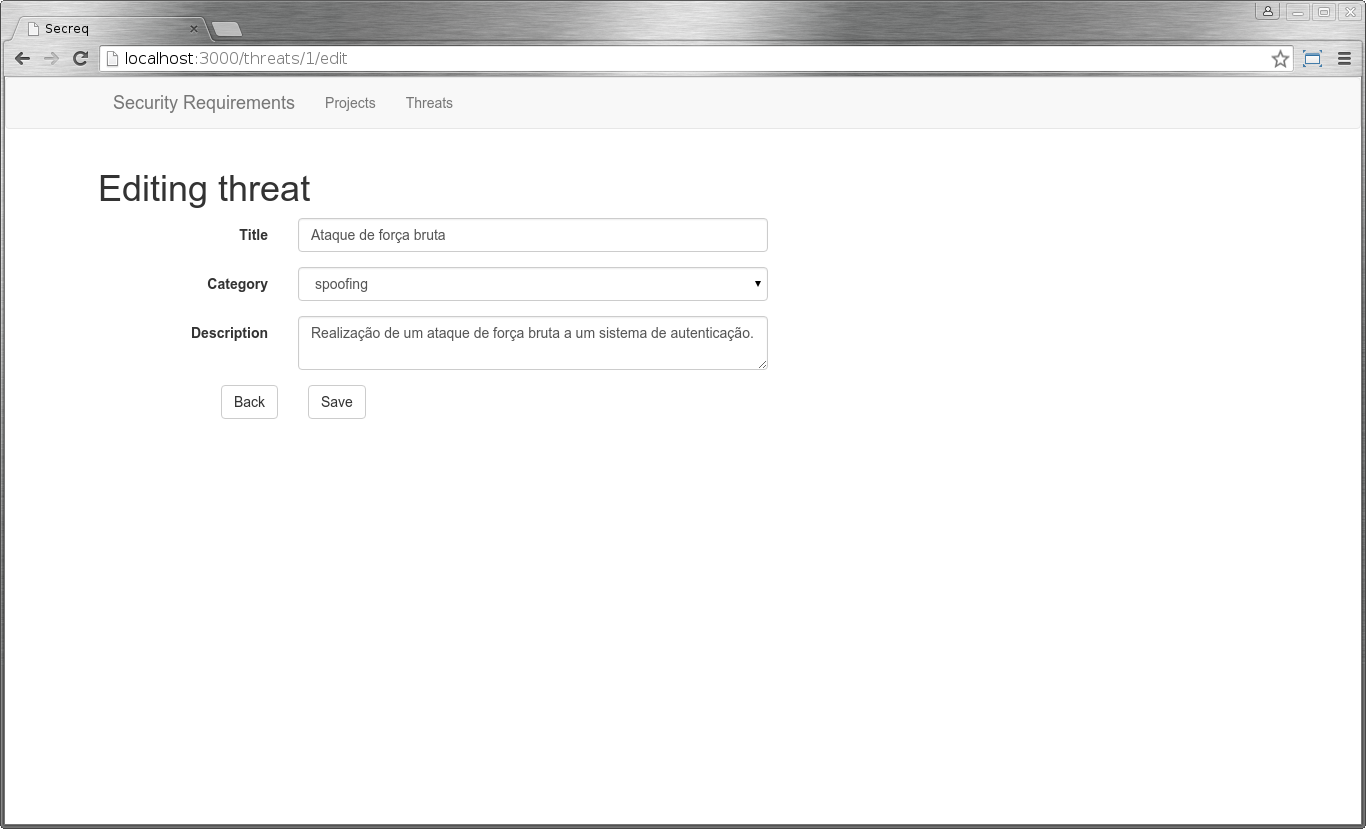 Secreq
localhost:3000/threats/1/edit
Security Requirements Projects Threats
Editing threat
Title Ataque de força bruta
Category spoofing
Description Realização de um ataque de força bruta a um sistema de autenticação.
Back Save